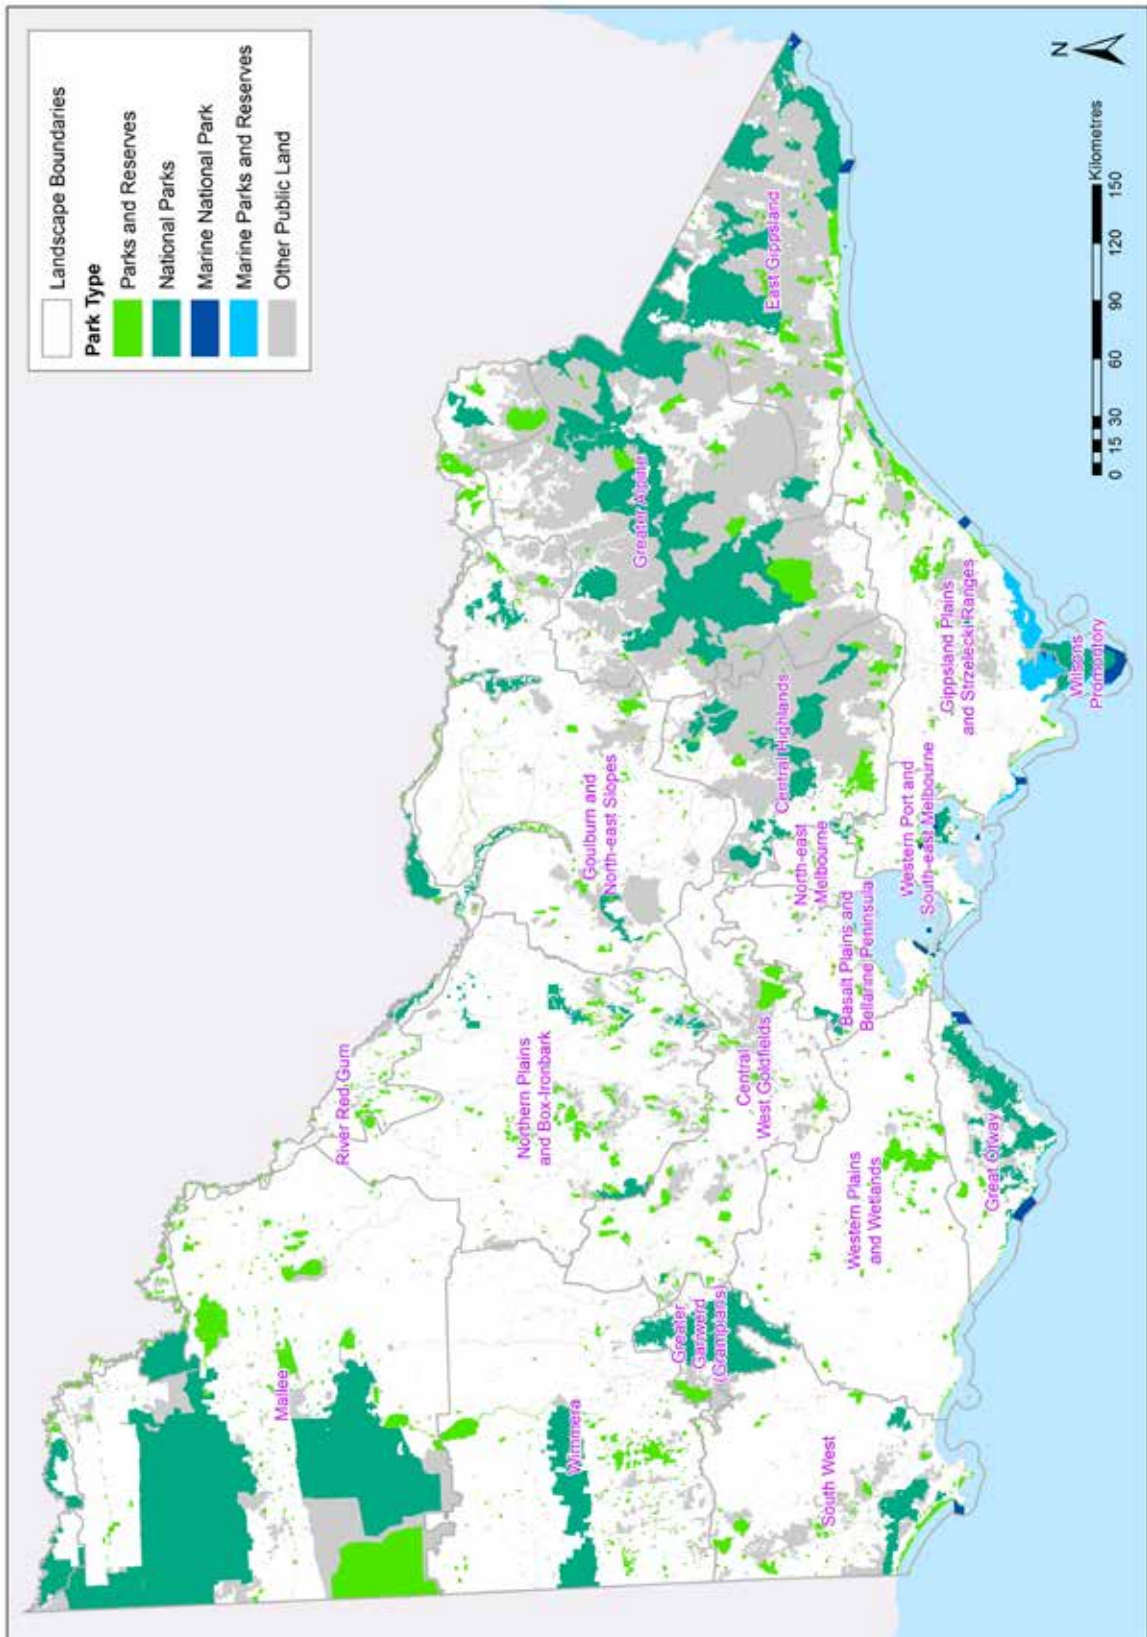 Landscape Boundaries
Park Type
Parks and Reserves
National Parks
Marine National Park
Marine Parks and Reserves
Other Public Land
Mallee
River Red Gum
Wimmera
Northern Plains
and Box-Ironbark
Goulburn and
North-east Slopes
Greater Alpine
East Gippsland
Greater
Gariwerd
(Grampians)
Central
West Goldfields
Central Highlands
North-east
Melbourne
South West
Western Plains
and Wetlands
Basalt Plains and
Bellarine Peninsula
Western Port and
South-east Melbourne
Gippsland Plains
and Strzelecki Ranges
Great Otway
Wilsons
Promontory
N
Kilometres
0 15 30 60 90 120 150